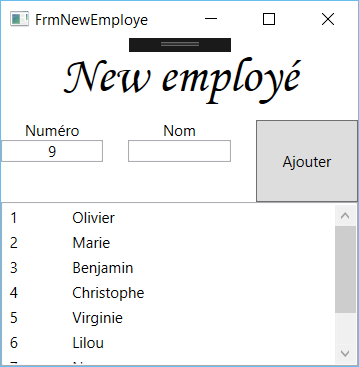 FrmNewEmploye
New employé
Numéro Nom
9
Ajouter
1 Olivier
2 Marie
3 Benjamin
4 Christophe
5 Virginie
6 Lilou